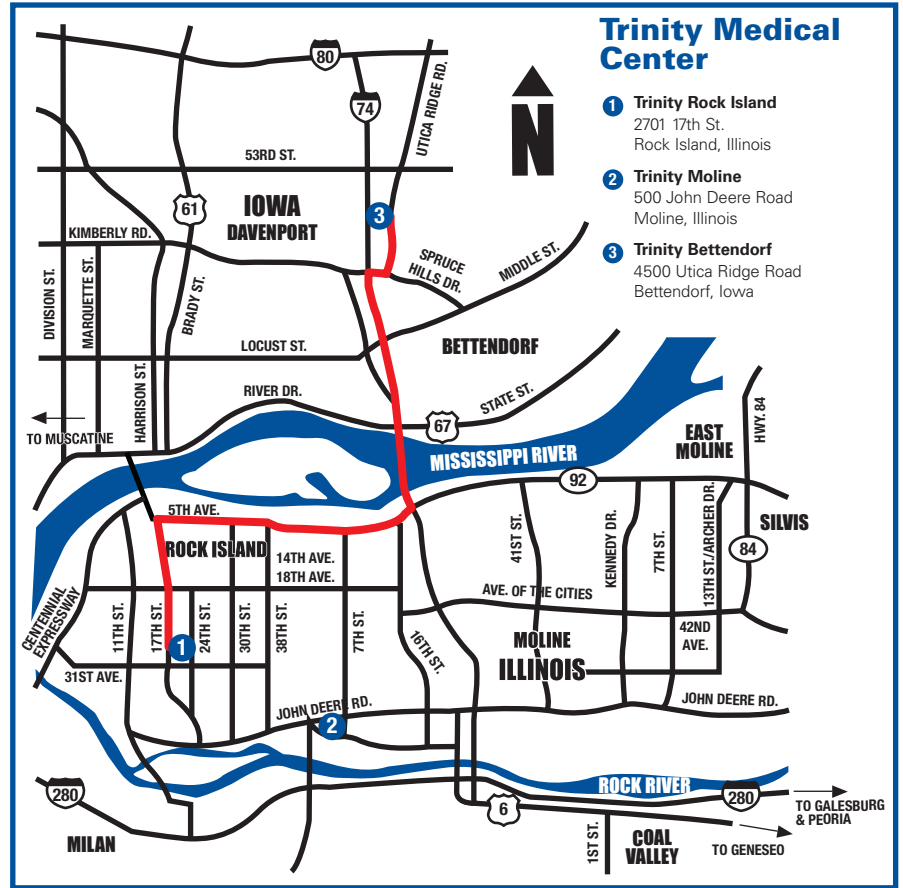 Trinity Medical
Center
1 Trinity Rock Island
2701 17th St.
Rock Island, Illinois
2 Trinity Moline
500 John Deere Road
Moline, Illinois
3 Trinity Bettendorf
4500 Utica Ridge Road
Bettendorf, Iowa
N
80
74
UTICA RIDGE RD.
53RD ST.
61
IOWA
DAVENPORT
3
KIMBERLY RD.
SPRUCE
HILLS DR.
MIDDLE ST.
DIVISION ST.
MARQUETTE ST.
BRADY ST.
LOCUST ST.
BETTENDORF
HARRISON ST.
RIVER DR.
STATE ST.
67
TO MUSCATINE
MISSISSIPPI RIVER
92
EAST
MOLINE
HWY. 84
5TH AVE.
ROCK ISLAND
14TH AVE.
18TH AVE.
41ST ST.
KENNEDY DR.
7TH ST.
13TH ST./ARCHER DR.
SILVIS
84
AVE. OF THE CITIES
CENTENNIAL
EXPRESSWAY
11TH ST.
17TH ST.
24TH ST.
30TH ST.
38TH ST.
7TH ST.
16TH ST.
1
42ND
AVE.
MOLINE
ILLINOIS
31ST AVE.
JOHN DEERE RD.
2
JOHN DEERE RD.
ROCK RIVER
280
280
6
TO GALESBURG
& PEORIA
MILAN
1ST ST.
COAL
VALLEY
TO GENESEO